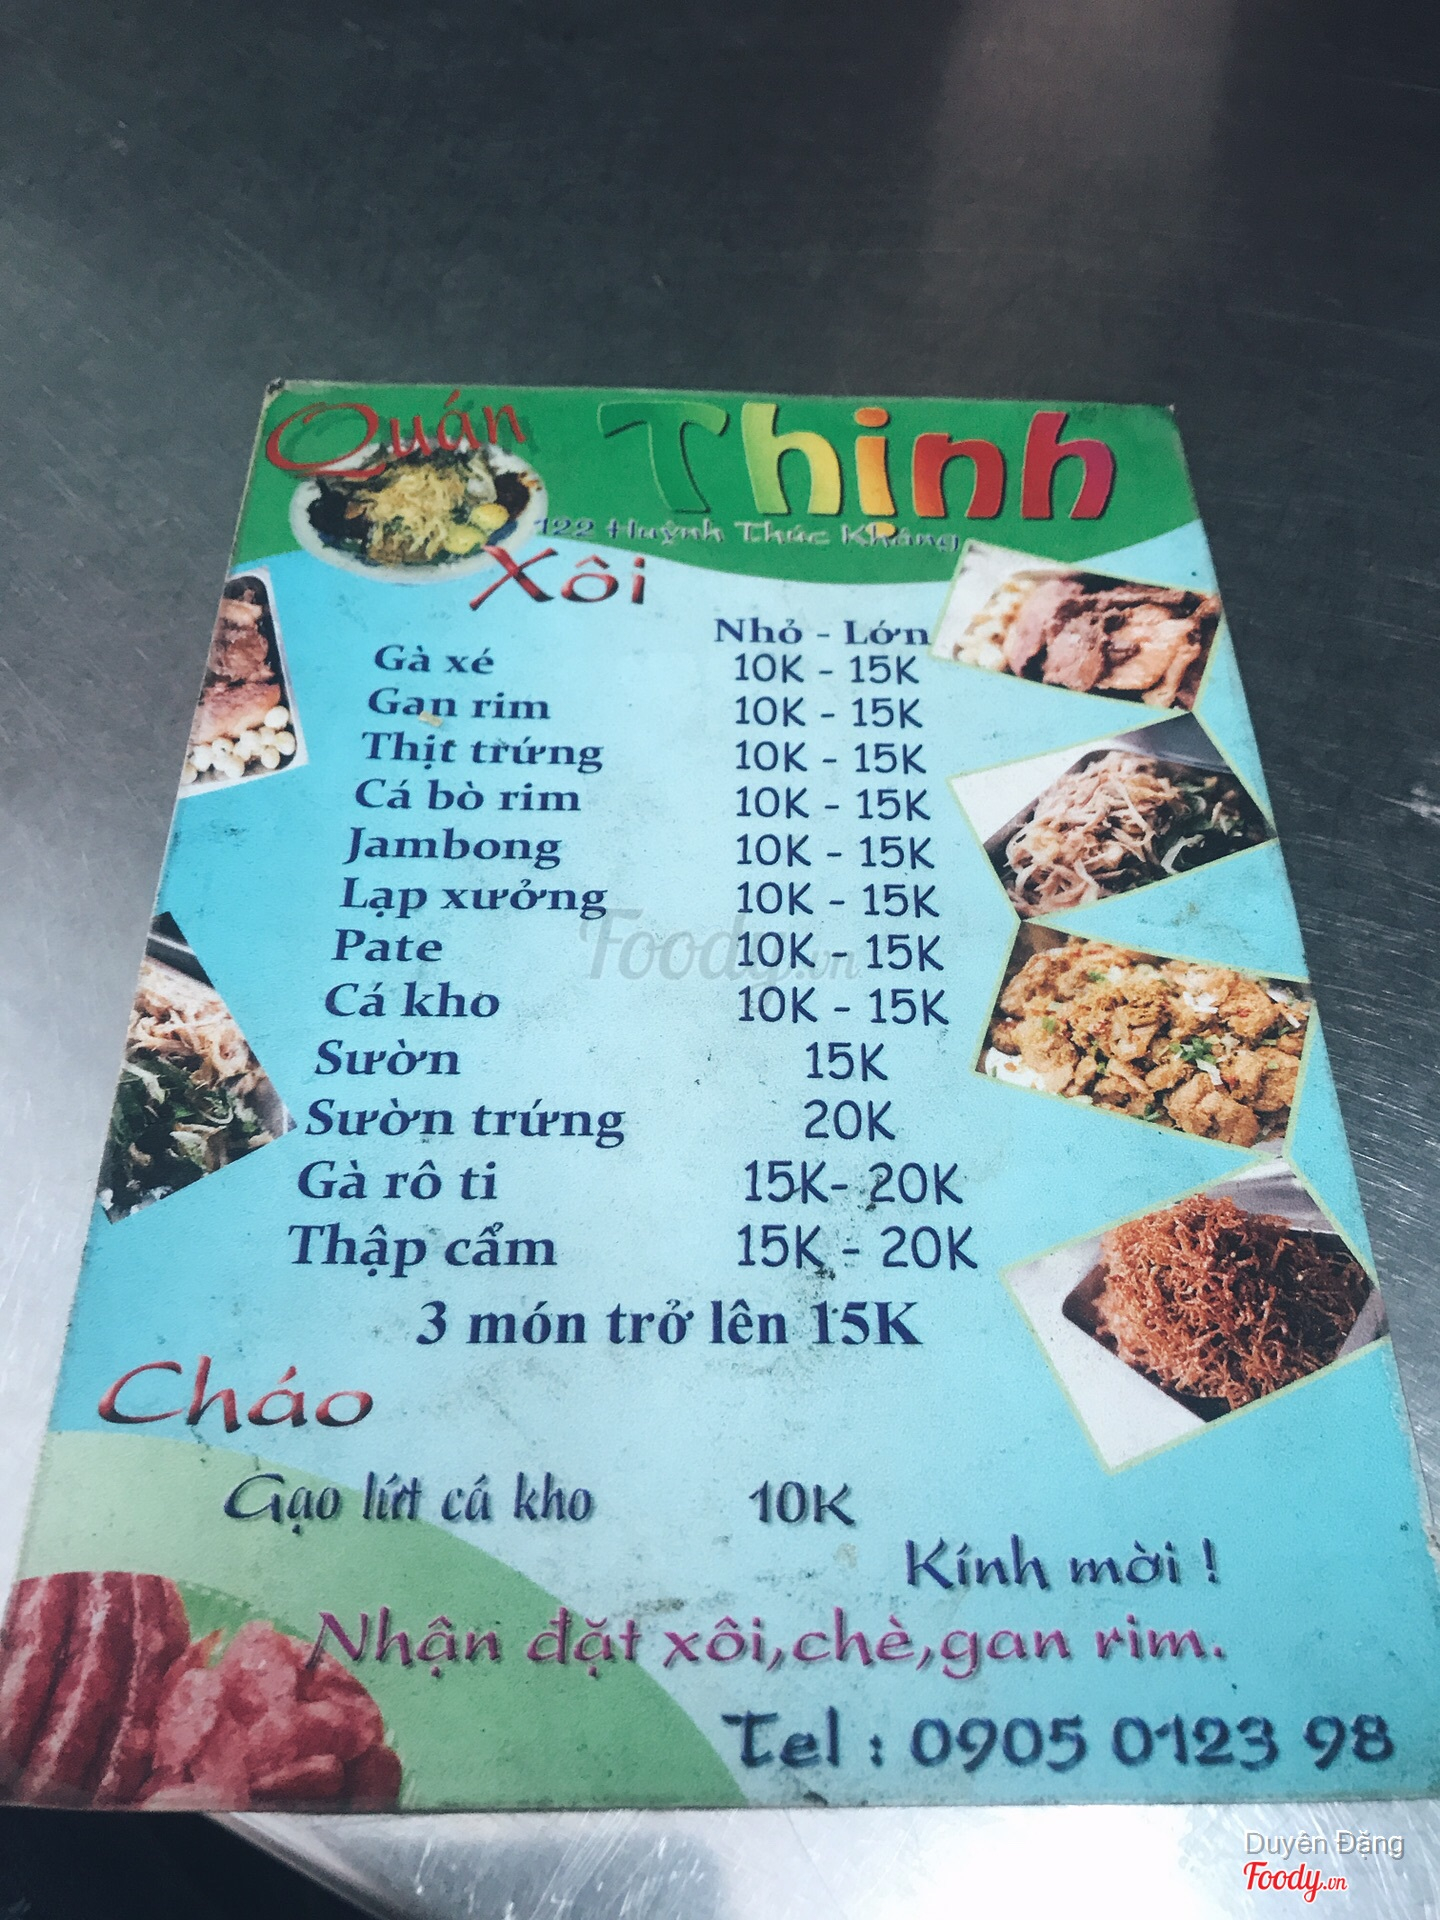 Quán Thinh
122 Huỳnh Thúc Kháng
Xôi
Nhỏ - Lớn
Gà xé 10K - 15K
Gan rim 10K - 15K
Thịt trứng 10K - 15K
Cá bò rim 10K - 15K
Jambong 10K - 15K
Lạp xưởng 10K - 15K
Pate 10K - 15K
Cá kho 10K - 15K
Sườn 15K
Sườn trứng 20K
Gà rô ti 15K- 20K
Thập cẩm 15K - 20K
3 món trở lên 15K
Cháo
Gạo lứt cá kho 10K
Kính mời !
Nhận đặt xôi,chè,gan rim.
Tel : 0905 0123 98
Foody.vn
Duyên Đặng
Foody.vn